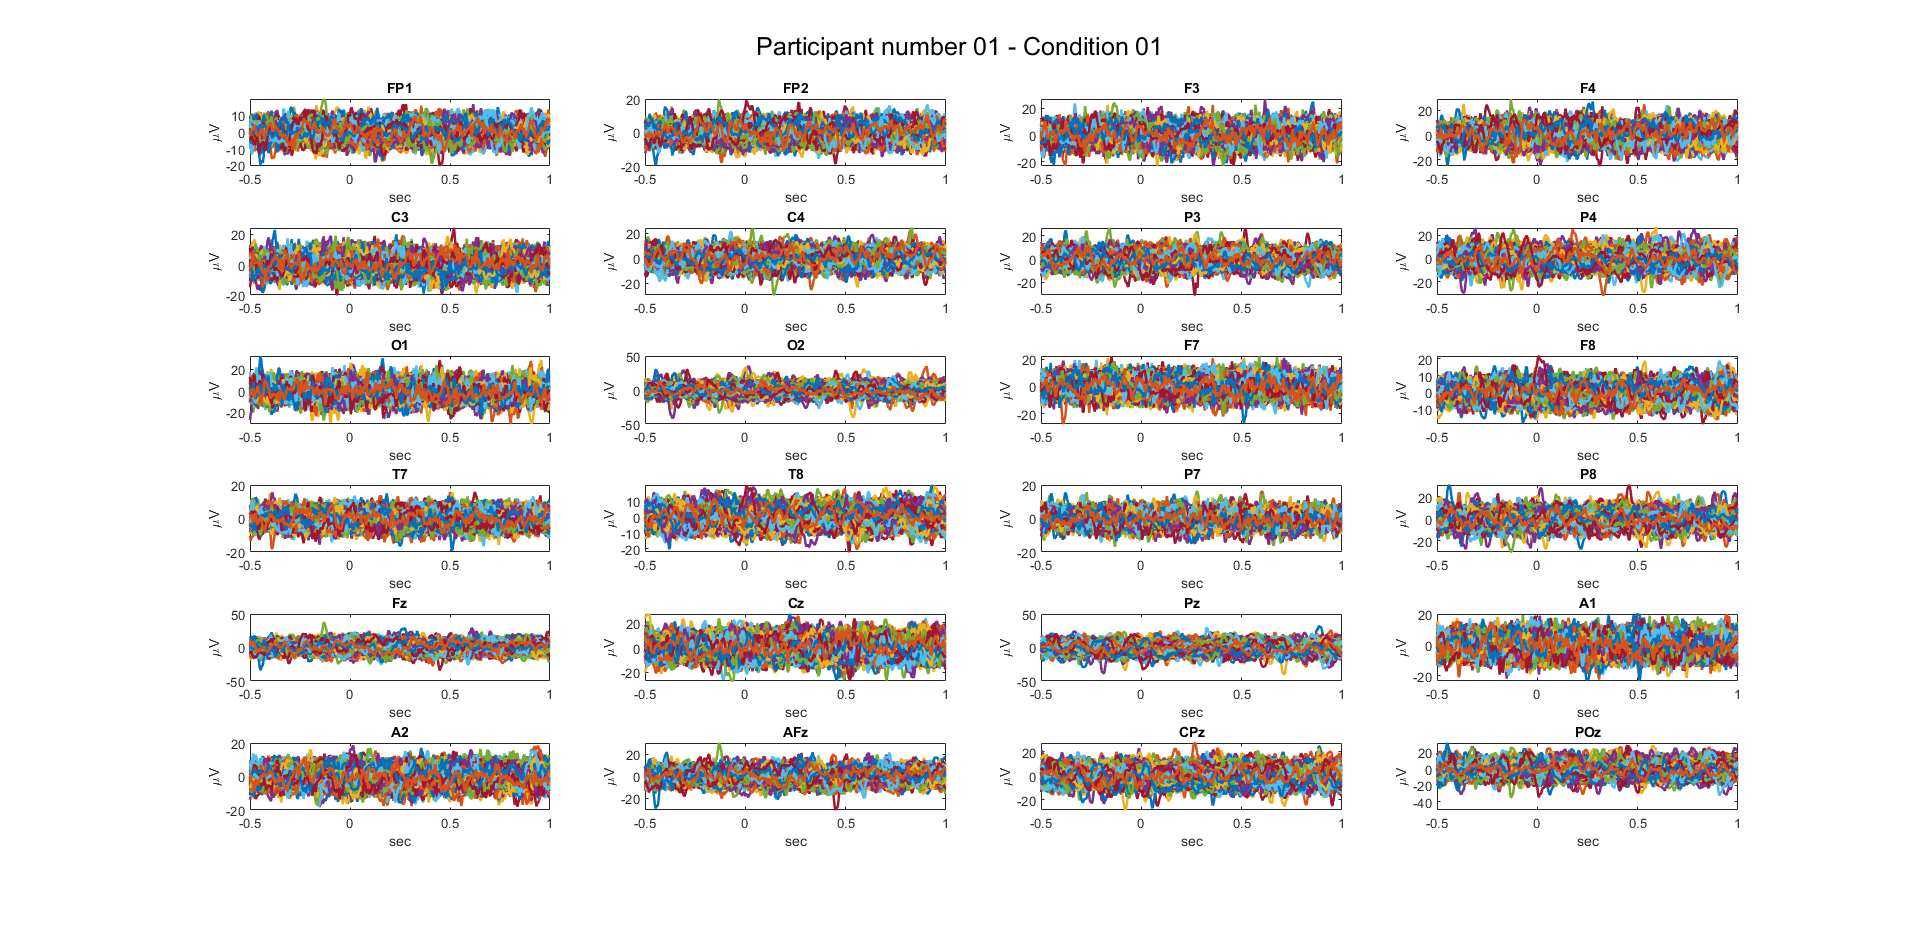 Participant number 01 - Condition 01
FP1 FP2 F3 F4
10 0 -10 -20 μV 20 0 -20 μV 20 0 -20 μV 20 0 -20 μV
-0.5 0 0.5 1 -0.5 0 0.5 1 -0.5 0 0.5 1 -0.5 0 0.5 1
sec sec sec sec
C3 C4 P3 P4
20 0 -20 μV 20 0 -20 μV 20 0 -20 μV 20 0 -20 μV
-0.5 0 0.5 1 -0.5 0 0.5 1 -0.5 0 0.5 1 -0.5 0 0.5 1
sec sec sec sec
O1 O2 F7 F8
20 0 -20 μV 50 0 -50 μV 20 0 -20 μV 20 10 0 -10 μV
-0.5 0 0.5 1 -0.5 0 0.5 1 -0.5 0 0.5 1 -0.5 0 0.5 1
sec sec sec sec
T7 T8 P7 P8
20 0 -20 μV 10 0 -10 -20 μV 20 0 -20 μV 20 0 -20 μV
-0.5 0 0.5 1 -0.5 0 0.5 1 -0.5 0 0.5 1 -0.5 0 0.5 1
sec sec sec sec
Fz Cz Pz A1
50 0 -50 μV 20 0 -20 μV 50 0 -50 μV 20 0 -20 μV
-0.5 0 0.5 1 -0.5 0 0.5 1 -0.5 0 0.5 1 -0.5 0 0.5 1
sec sec sec sec
A2 AFz CPz POz
20 0 -20 μV 20 0 -20 μV 20 0 -20 μV 20 0 -20 -40 μV
-0.5 0 0.5 1 -0.5 0 0.5 1 -0.5 0 0.5 1 -0.5 0 0.5 1
sec sec sec sec